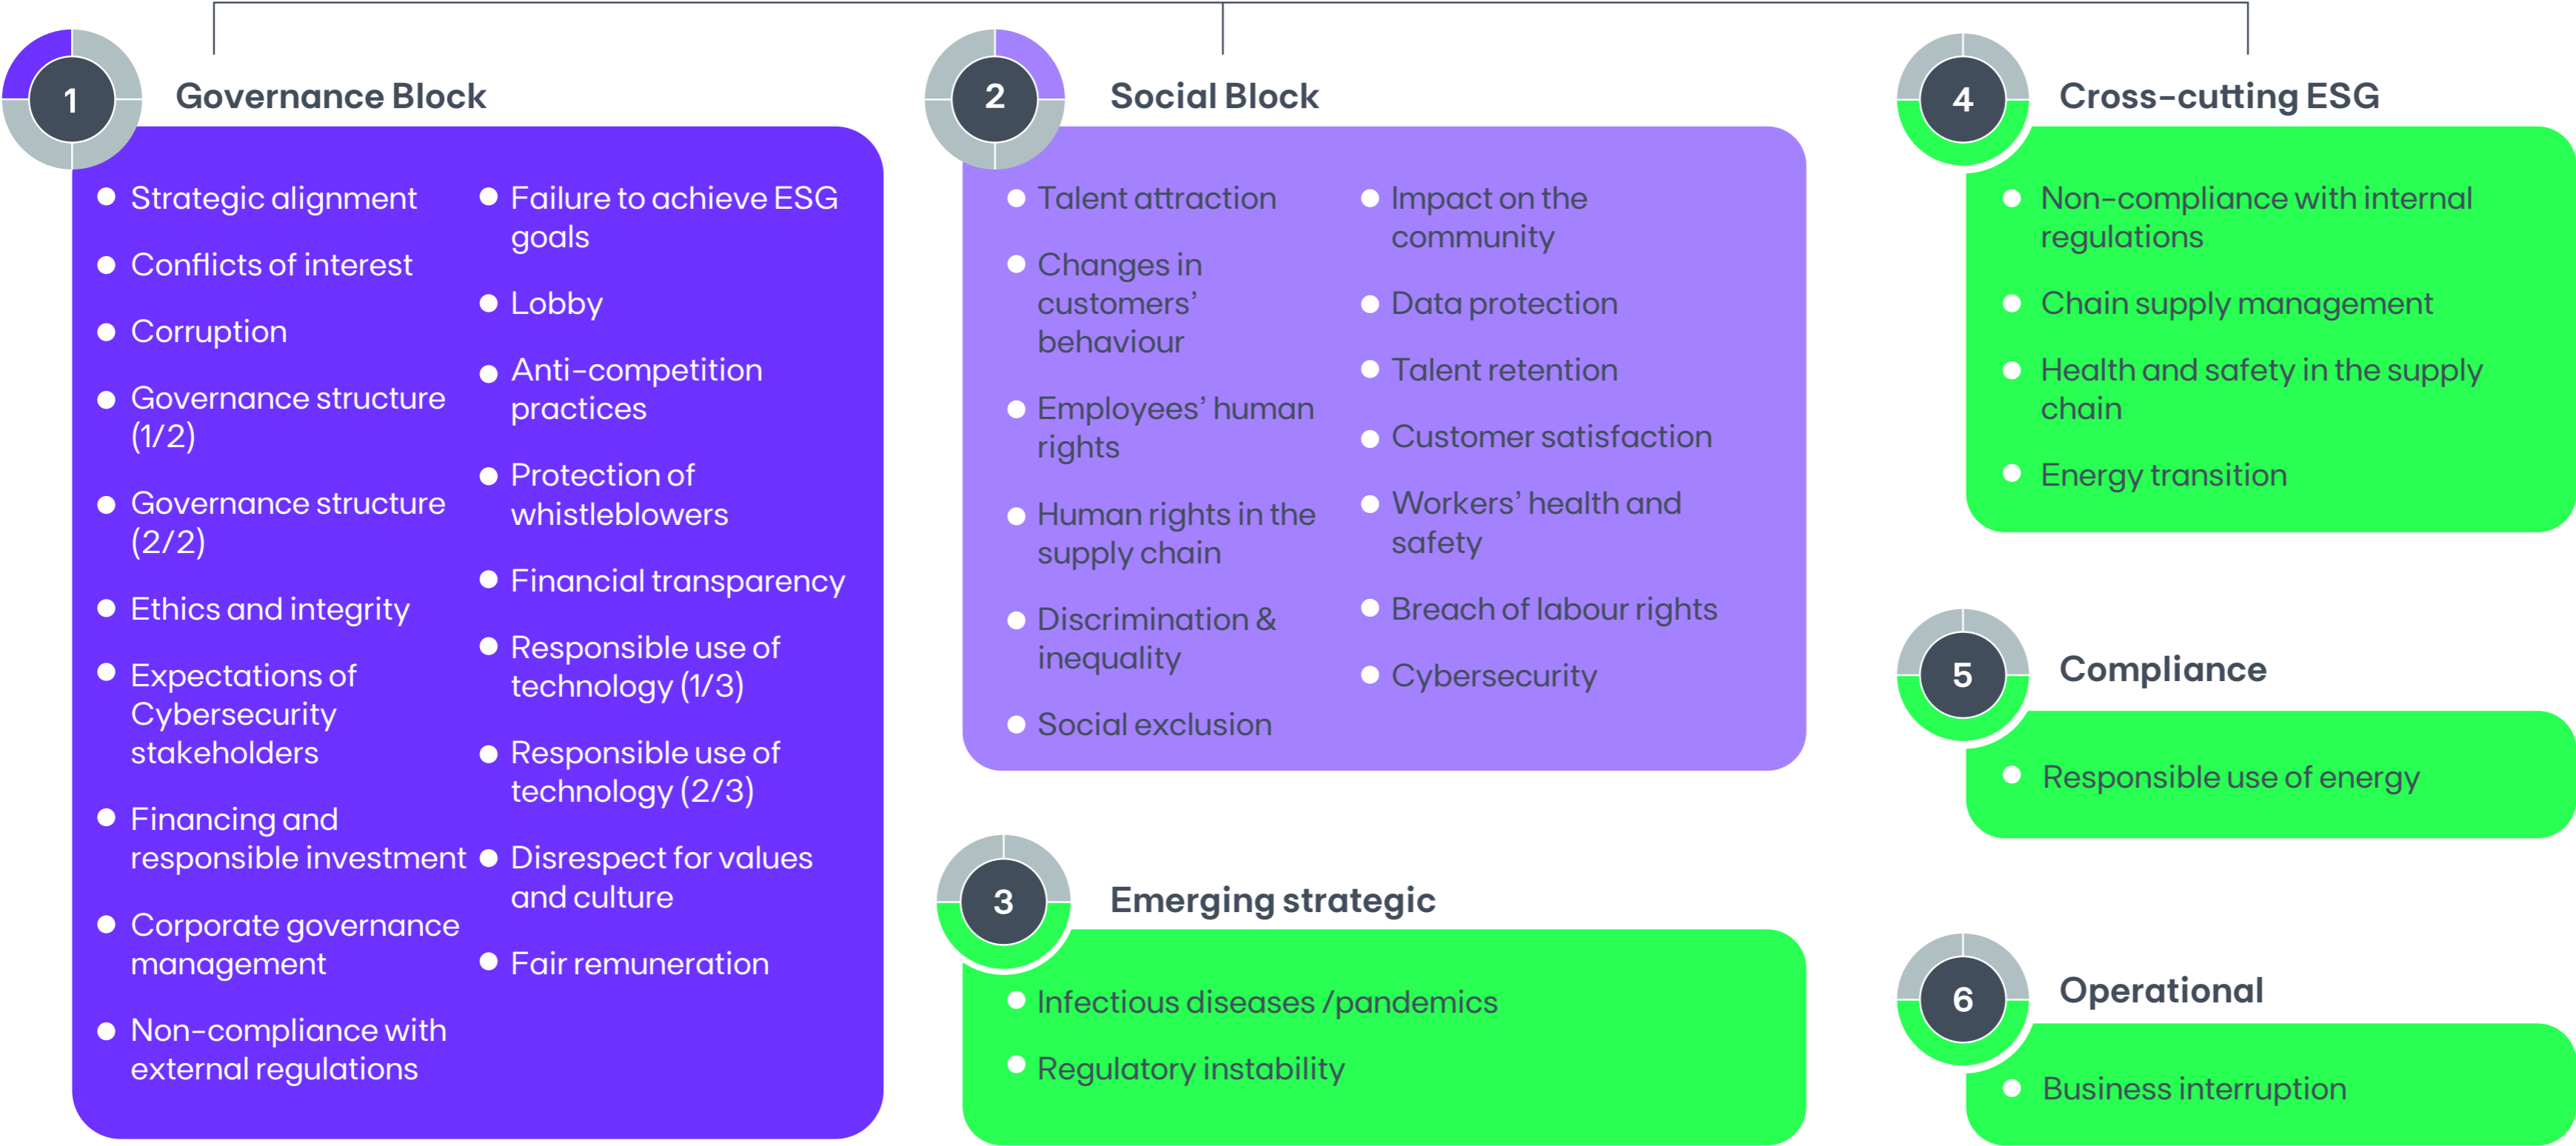 1
Governance Block
Strategic alignment
Conflicts of interest
Corruption
Governance structure
(1/2)
Governance structure
(2/2)
Ethics and integrity
Expectations of
Cybersecurity
stakeholders
Financing and
responsible investment
Corporate governance
management
Non-compliance with
external regulations
Failure to achieve ESG
goals
Lobby
Anti-competition
practices
Protection of
whistleblowers
Financial transparency
Responsible use of
technology (1/3)
Responsible use of
technology (2/3)
Disrespect for values
and culture
Fair remuneration
2
Social Block
Talent attraction
Changes in
customers’
behaviour
Employees’ human
rights
Human rights in the
supply chain
Discrimination &
inequality
Social exclusion
Impact on the
community
Data protection
Talent retention
Customer satisfaction
Workers’ health and
safety
Breach of labour rights
Cybersecurity
3
Emerging strategic
Infectious diseases /pandemics
Regulatory instability
4
Cross-cutting ESG
Non-compliance with internal
regulations
Chain supply management
Health and safety in the supply
chain
Energy transition
5
Compliance
Responsible use of energy
6
Operational
Business interruption